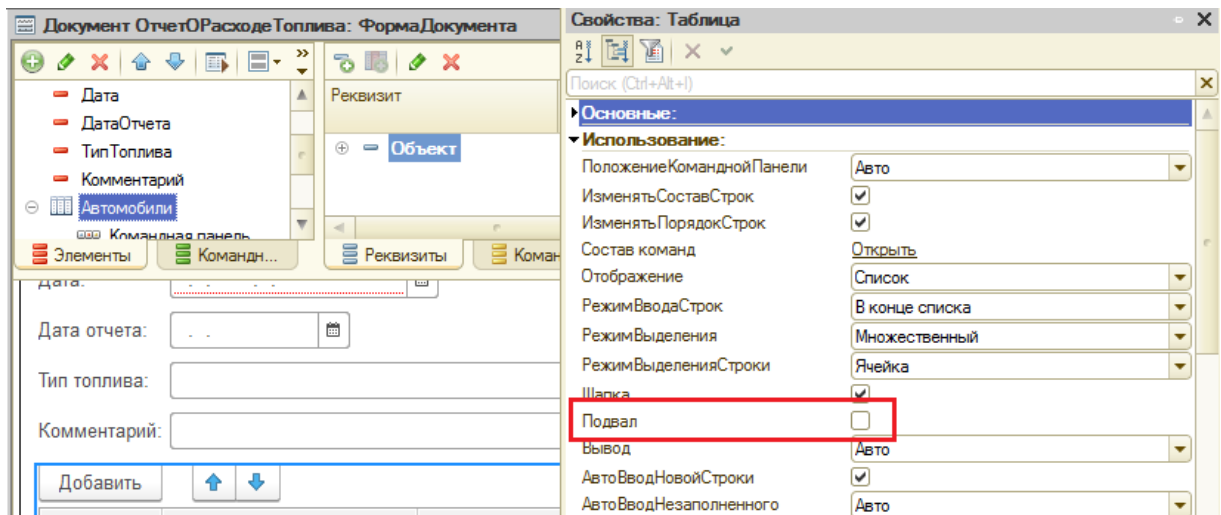 Документ ОтчетОРасходеТоплива: ФормаДокумента
Дата
ДатаОтчета
ТипТоплива
Комментарий
Автомобили
Командная панель
Элементы
Командн...
Реквизит
Объект
Реквизиты
Коман
Дата:
Дата отчета:
Тип топлива:
Комментарий:
Добавить
Свойства: Таблица
Поиск (Ctrl+Alt+I)
Основные:
Использование:
ПоложениеКоманднойПанели Авто
ИзменятьСоставСтрок
ИзменятьПорядокСтрок
Состав команд Открыть
Отображение Список
РежимВводаСтрок В конце списка
РежимВыделения Множественный
РежимВыделенияСтроки Ячейка
Шапка
Подвал
Вывод Авто
АвтоВводНовойСтроки
АвтоВводНезаполненного Авто